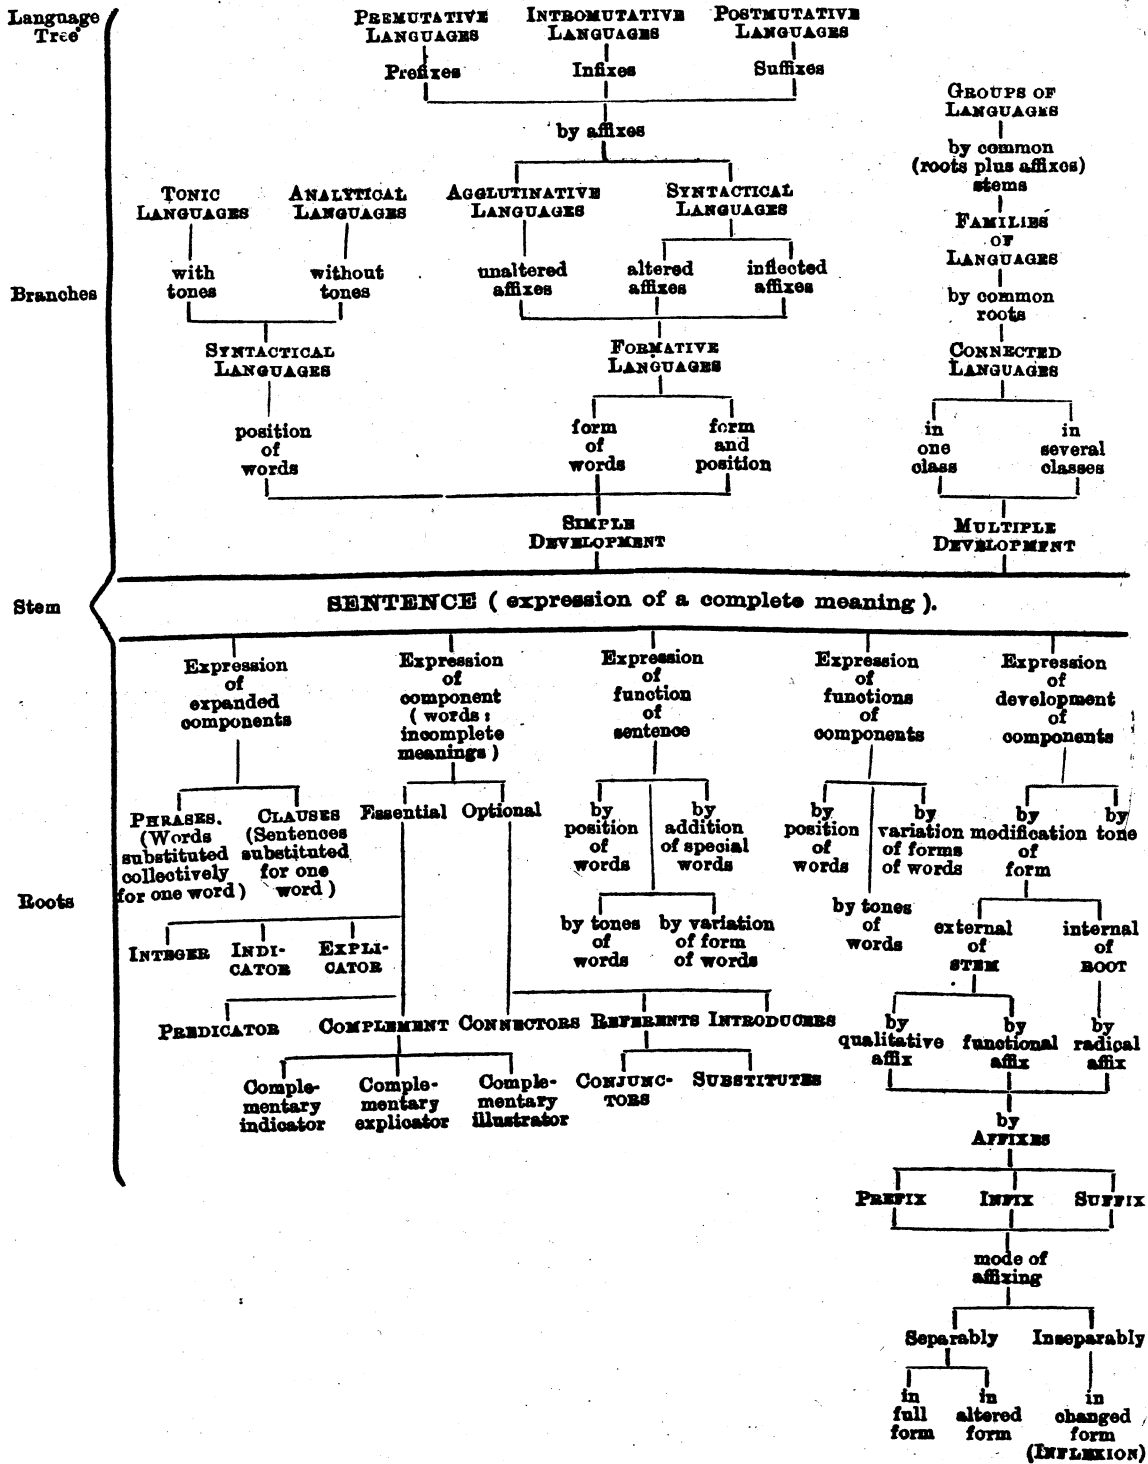 Language
Tree
PREMUTATIVE
LANGUAGES
INTROMUTATIVE
LANGUAGES
POSTMUTATIVE
LANGUAGES
Prefixes
Infixes
Suffixes
by affixes
GROUPS OF
LANGUAGES
by common
(roots plus affixes)
stems
TONIC
LANGUAGES
ANALYTICAL
LANGUAGES
AGGLUTINATIVE
LANGUAGES
SYNTACTICAL
LANGUAGES
FAMILIES
OF
LANGUAGES
Branches
with
tones
without
tones
unaltered
affixes
altered
affixes
inflected
affixes
by common
roots
SYNTACTICAL
LANGUAGES
FORMATIVE
LANGUAGES
CONNECTED
LANGUAGES
position
of
words
form
of
words
form
and
position
in
one
class
in
several
classes
SIMPLE
DEVELOPMENT
MULTIPLE
DEVELOPMENT
Stem
SENTENCE ( expression of a complete meaning ).
Expression
of
expanded
components
Expression
of
component
( words :
incomplete
meanings )
Expression
of
function
of
sentence
Expression
of
functions
of
components
Expression
of
development
of
components
Roots
PHRASES.
(Words
substituted
collectively
for one word )
CLAUSES
(Sentences
substituted
for one
word )
Essential
Optional
by
position
of
words
by
addition
of special
words
by
position
of
words
by
variation
of forms
of words
by
modification
of
form
by
tone
INTEGER
INDI-
CATOR
EXPLI-
CATOR
by tones
of
words
by variation
of form
of words
by tones
of
words
external
of
STEM
internal
of
ROOT
PREDICATOR
COMPLEMENT
CONNECTORS
REFERENTS
INTRODUCERS
by
qualitative
affix
by
functional
affix
by
radical
affix
Comple-
mentary
indicator
Comple-
mentary
explicator
Comple-
mentary
illustrator
CONJUNC-
TORS
SUBSTITUTES
by
AFFIXES
PREFIX
INFIX
SUFFIX
mode of
affixing
Separably
Inseparably
in
full
form
in
altered
form
in
changed
form
(INFLEXION)